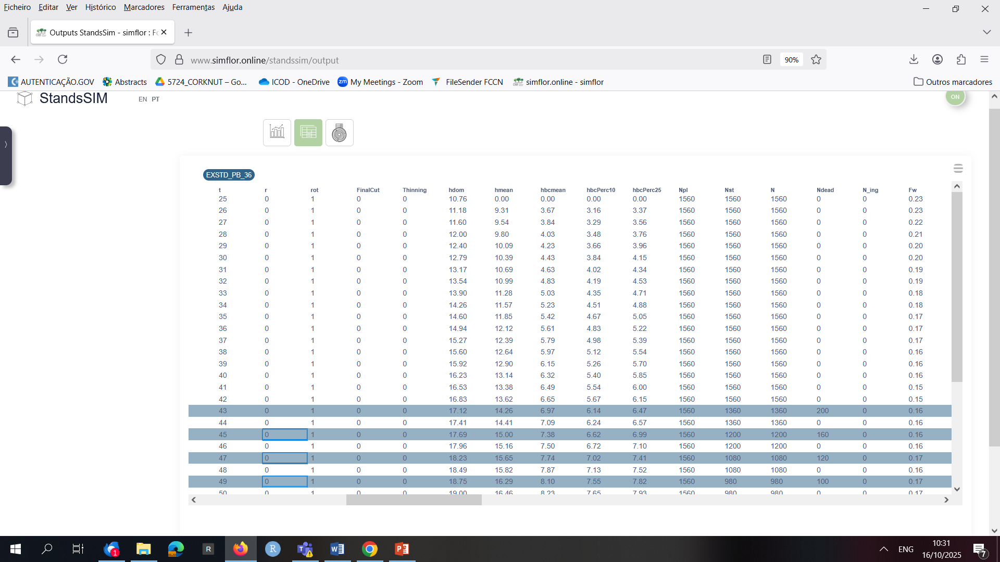 Ficheiro Editar Ver Histórico Marcadores Ferramentas Ajuda
Outputs StandsSim - simflor : Fo
www.simflor.online/standssim/output 90%
AUTENTICAÇÃO.GOV Abstracts 5724_CORKNUT – Go... ICOD - OneDrive zm My Meetings - Zoom FileSender FCCN simflor.online - simflor Outros marcadores
StandsSIM EN PT ON
EXSTD_PB_36
t r rot FinalCut Thinning hdom hmean hbcmean hbcPerc10 hbcPerc25 Npl Nst N Ndead N_ing Fw
25 0 1 0 0 10.76 0.00 0.00 0.00 0.00 1560 1560 1560 0 0 0.23
26 0 1 0 0 11.18 9.31 3.67 3.16 3.37 1560 1560 1560 0 0 0.23
27 0 1 0 0 11.60 9.54 3.84 3.29 3.56 1560 1560 1560 0 0 0.22
28 0 1 0 0 12.00 9.80 4.03 3.48 3.76 1560 1560 1560 0 0 0.21
29 0 1 0 0 12.40 10.09 4.23 3.66 3.96 1560 1560 1560 0 0 0.20
30 0 1 0 0 12.79 10.39 4.43 3.84 4.15 1560 1560 1560 0 0 0.20
31 0 1 0 0 13.17 10.69 4.63 4.02 4.34 1560 1560 1560 0 0 0.19
32 0 1 0 0 13.54 10.99 4.83 4.19 4.53 1560 1560 1560 0 0 0.19
33 0 1 0 0 13.90 11.28 5.03 4.35 4.71 1560 1560 1560 0 0 0.18
34 0 1 0 0 14.26 11.57 5.23 4.51 4.88 1560 1560 1560 0 0 0.18
35 0 1 0 0 14.60 11.85 5.42 4.67 5.05 1560 1560 1560 0 0 0.17
36 0 1 0 0 14.94 12.12 5.61 4.83 5.22 1560 1560 1560 0 0 0.17
37 0 1 0 0 15.27 12.39 5.79 4.98 5.39 1560 1560 1560 0 0 0.17
38 0 1 0 0 15.60 12.64 5.97 5.12 5.54 1560 1560 1560 0 0 0.16
39 0 1 0 0 15.92 12.90 6.15 5.26 5.70 1560 1560 1560 0 0 0.16
40 0 1 0 0 16.23 13.14 6.32 5.40 5.85 1560 1560 1560 0 0 0.16
41 0 1 0 0 16.53 13.38 6.49 5.54 6.00 1560 1560 1560 0 0 0.15
42 0 1 0 0 16.83 13.62 6.65 5.67 6.15 1560 1560 1560 0 0 0.15
43 0 1 0 0 17.12 14.26 6.97 6.14 6.47 1560 1360 1360 200 0 0.16
44 0 1 0 0 17.41 14.41 7.09 6.24 6.57 1560 1360 1360 0 0 0.16
45 0 1 0 0 17.69 15.00 7.38 6.62 6.99 1560 1200 1200 160 0 0.16
46 0 1 0 0 17.96 15.16 7.50 6.72 7.10 1560 1200 1200 0 0 0.16
47 0 1 0 0 18.23 15.65 7.74 7.02 7.41 1560 1080 1080 120 0 0.17
48 0 1 0 0 18.49 15.82 7.87 7.13 7.52 1560 1080 1080 0 0 0.16
49 0 1 0 0 18.75 16.29 8.10 7.55 7.82 1560 980 980 100 0 0.17
50 0 1 0 0 19.00 16.46 8.23 7.65 7.93 1560 980 980 0 0 0.17
1 R R W P ENG 10:31
16/10/2025 7